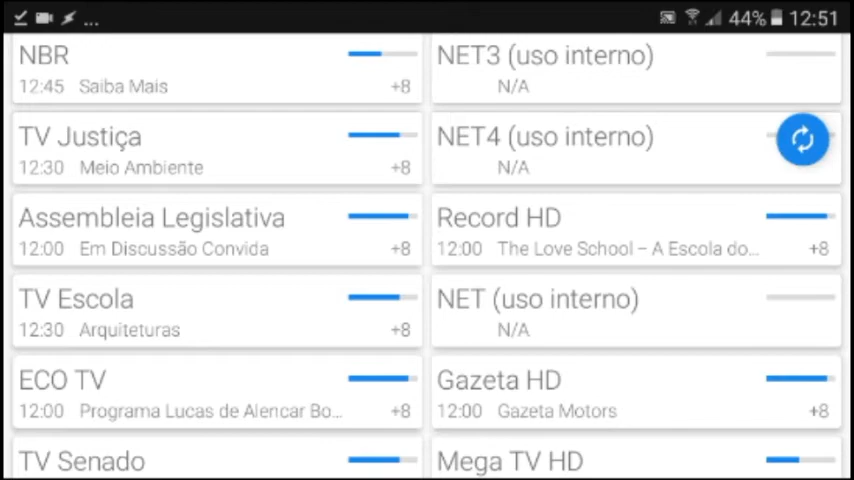 ... 44% 12:51
NBR
12:45 Saiba Mais +8
NET3 (uso interno)
N/A
TV Justiça
12:30 Meio Ambiente +8
NET4 (uso interno)
N/A
Assembleia Legislativa
12:00 Em Discussão Convida +8
Record HD
12:00 The Love School – A Escola do... +8
TV Escola
12:30 Arquiteturas +8
NET (uso interno)
N/A
ECO TV
12:00 Programa Lucas de Alencar Bo... +8
Gazeta HD
12:00 Gazeta Motors +8
TV Senado
Mega TV HD